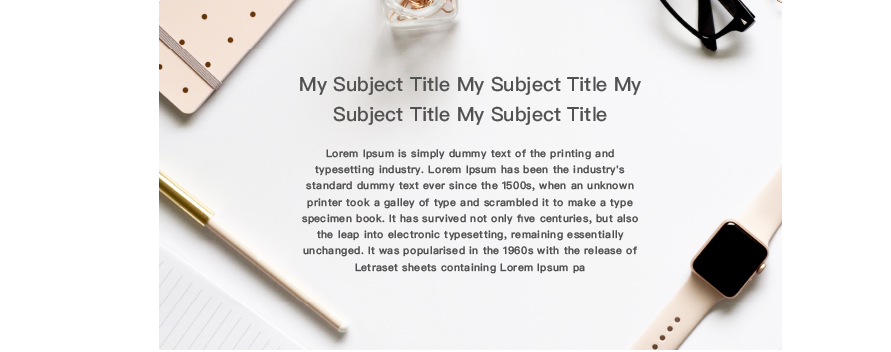 My Subject Title My Subject Title My
Subject Title My Subject Title
Lorem Ipsum is simply dummy text of the printing and
typesetting industry. Lorem Ipsum has been the industry's
standard dummy text ever since the 1500s, when an unknown
printer took a galley of type and scrambled it to make a type
specimen book. It has survived not only five centuries, but also
the leap into electronic typesetting, remaining essentially
unchanged. It was popularised in the 1960s with the release of
Letraset sheets containing Lorem Ipsum pa